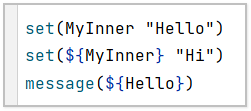 set(MyInner "Hello")
set(${MyInner} "Hi")
message(${Hello})